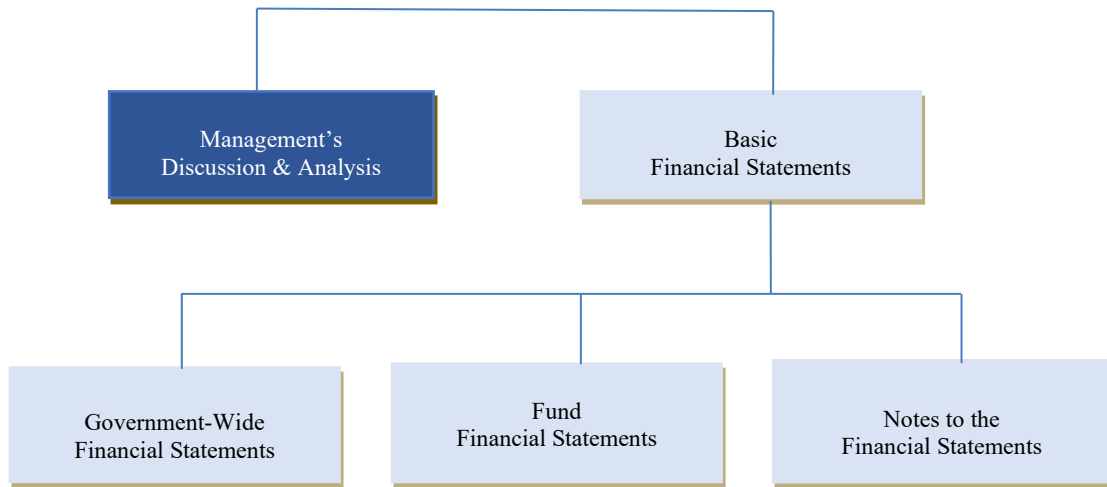 Management’s
Discussion & Analysis
Basic
Financial Statements
Government-Wide
Financial Statements
Fund
Financial Statements
Notes to the
Financial Statements